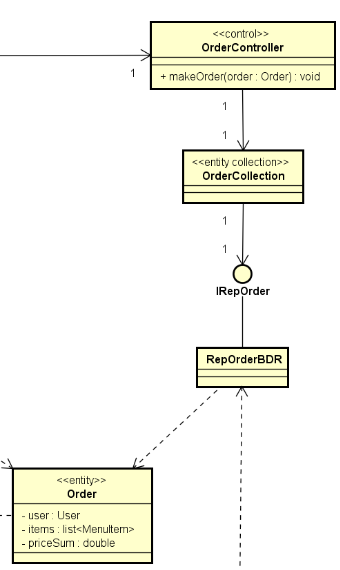 <<control>>
OrderController
1
+ makeOrder(order : Order) : void
1
1
<<entity collection>>
OrderCollection
1
1
IRepOrder
RepOrderBDR
<<entity>>
Order
- user : User
- items : list<MenuItem>
- priceSum : double